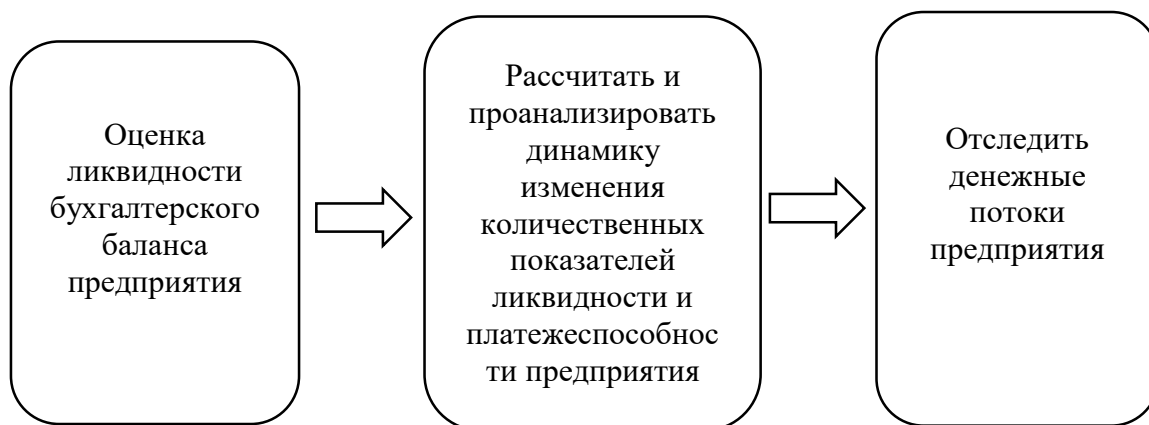 Оценка
ликвидности
бухгалтерского
баланса
предприятия
Рассчитать и
проанализировать
динамику
изменения
количественных
показателей
ликвидности и
платежеспособнос
ти предприятия
Отследить
денежные
потоки
предприятия